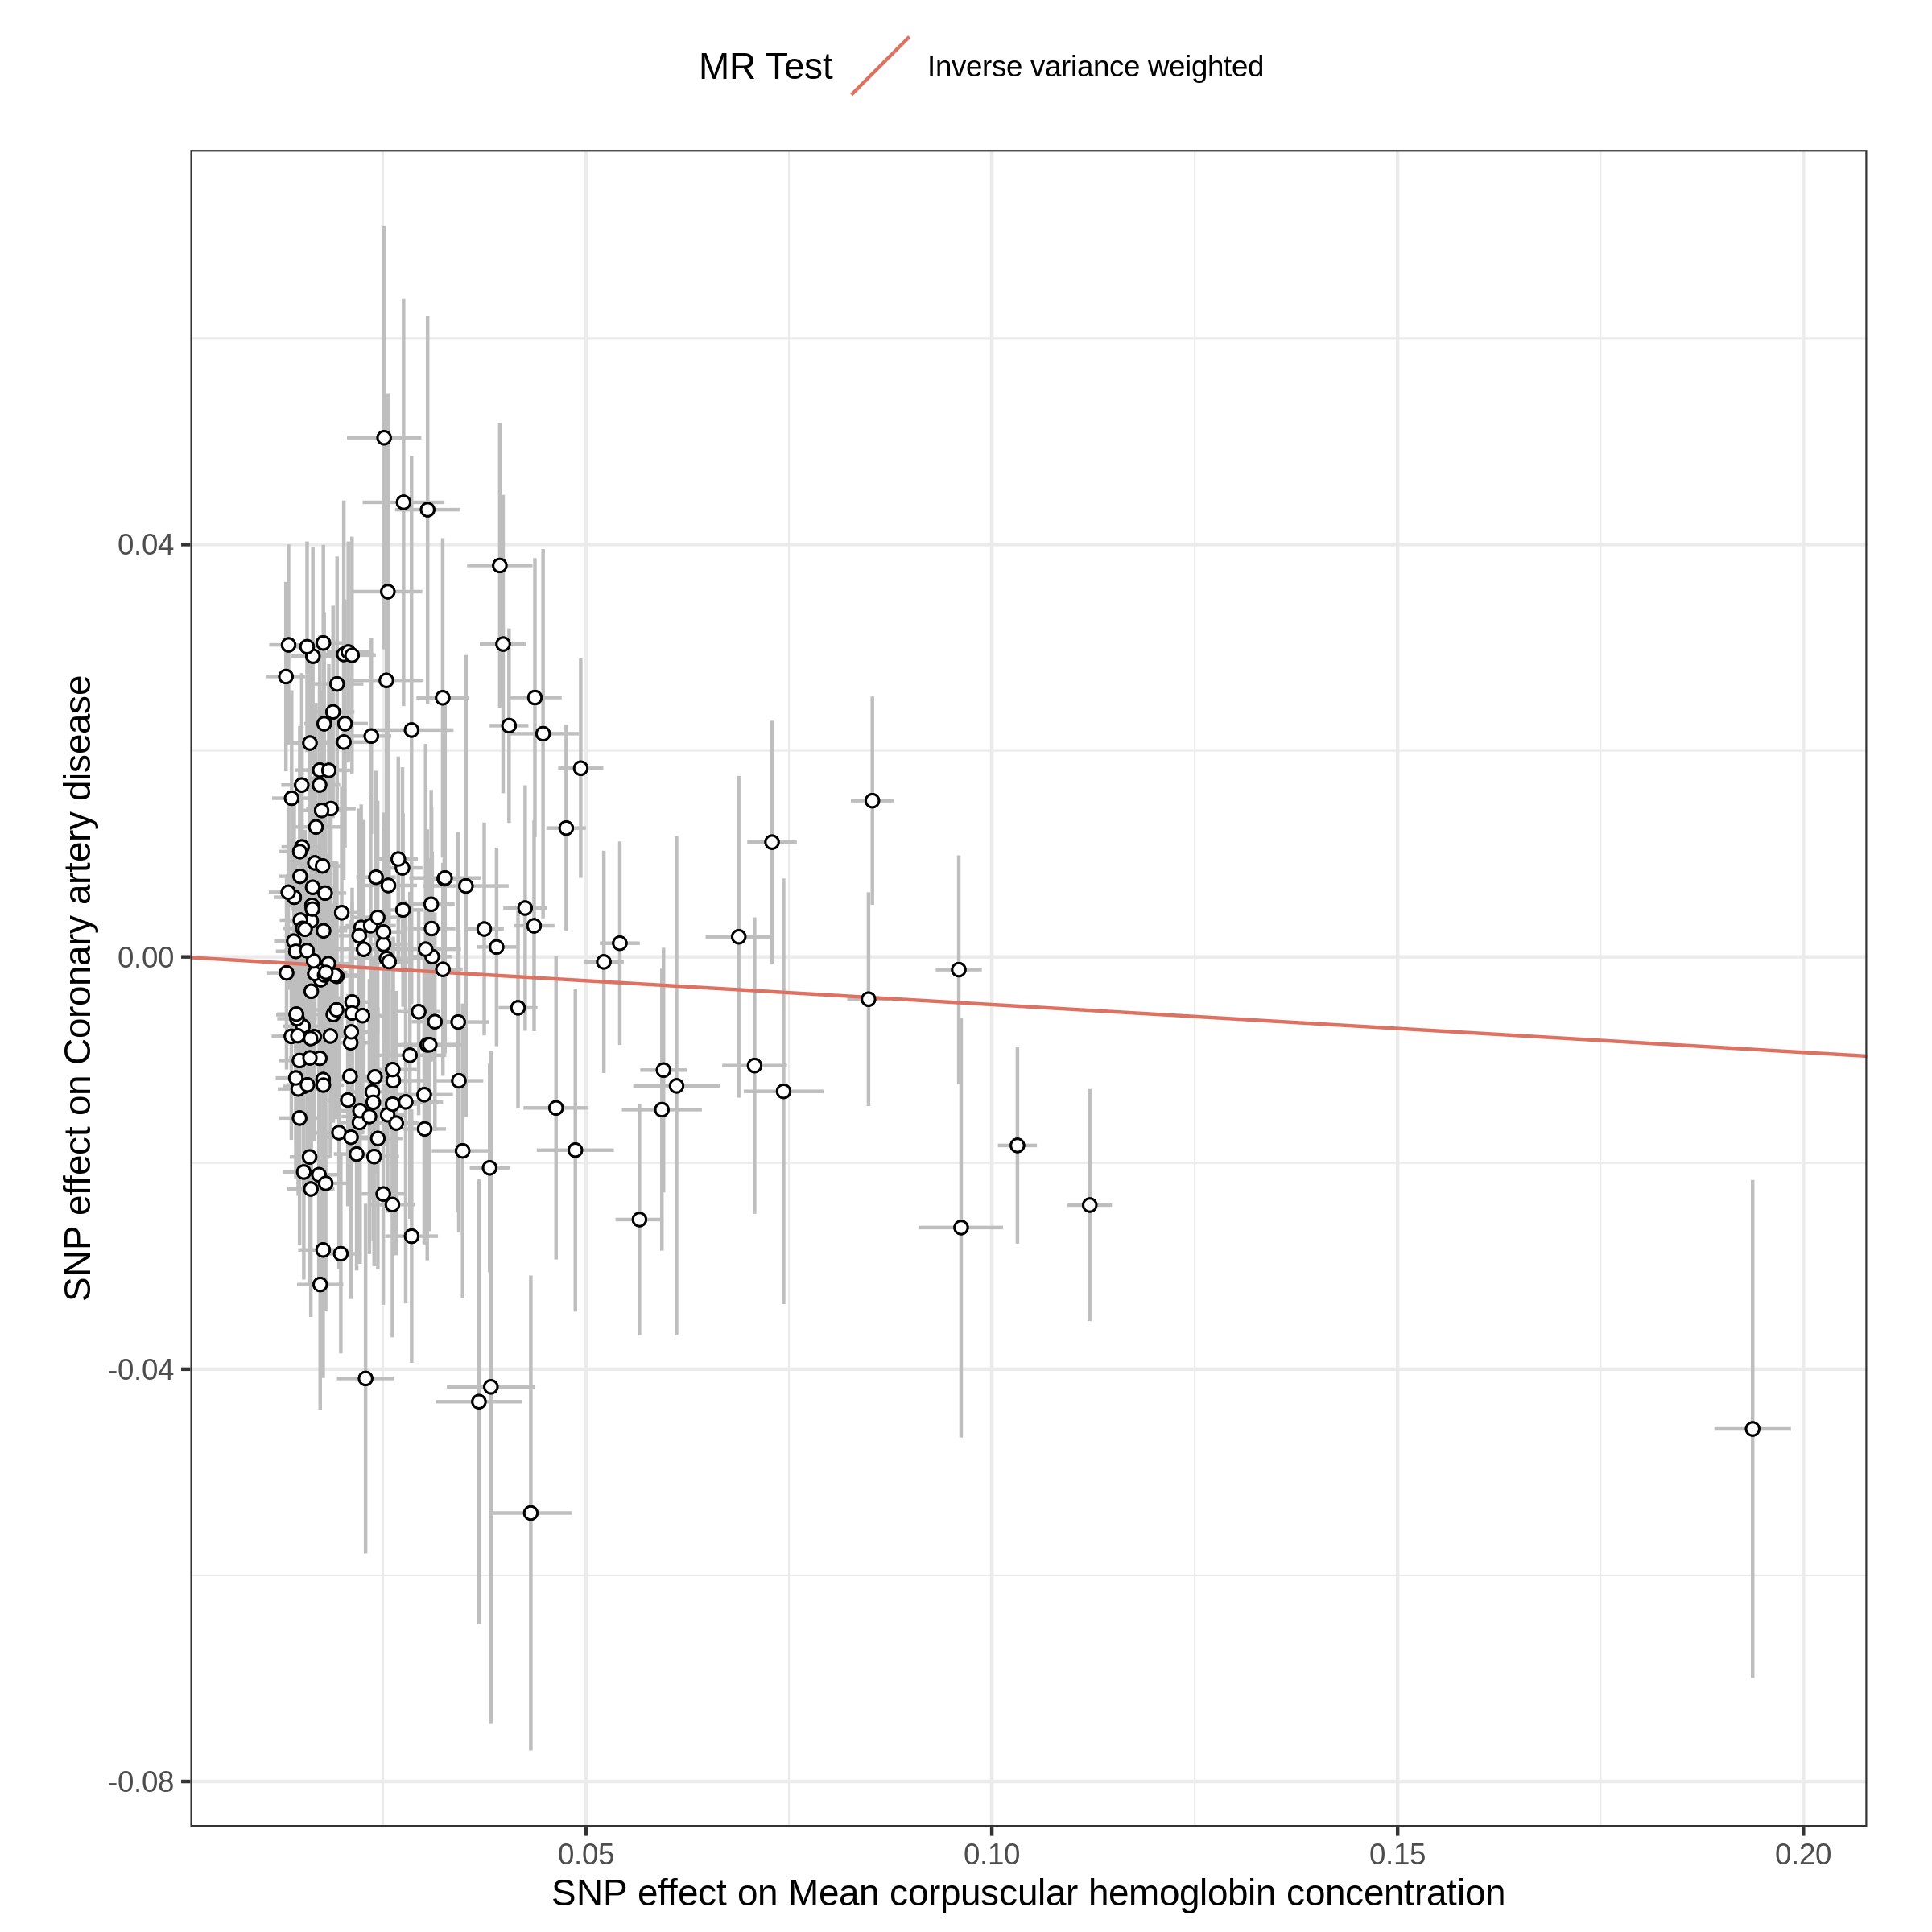 MR Test
Inverse variance weighted
SNP effect on Coronary artery disease
0.04
0.00
-0.04
-0.08
0.05
0.10
0.15
0.20
SNP effect on Mean corpuscular hemoglobin concentration